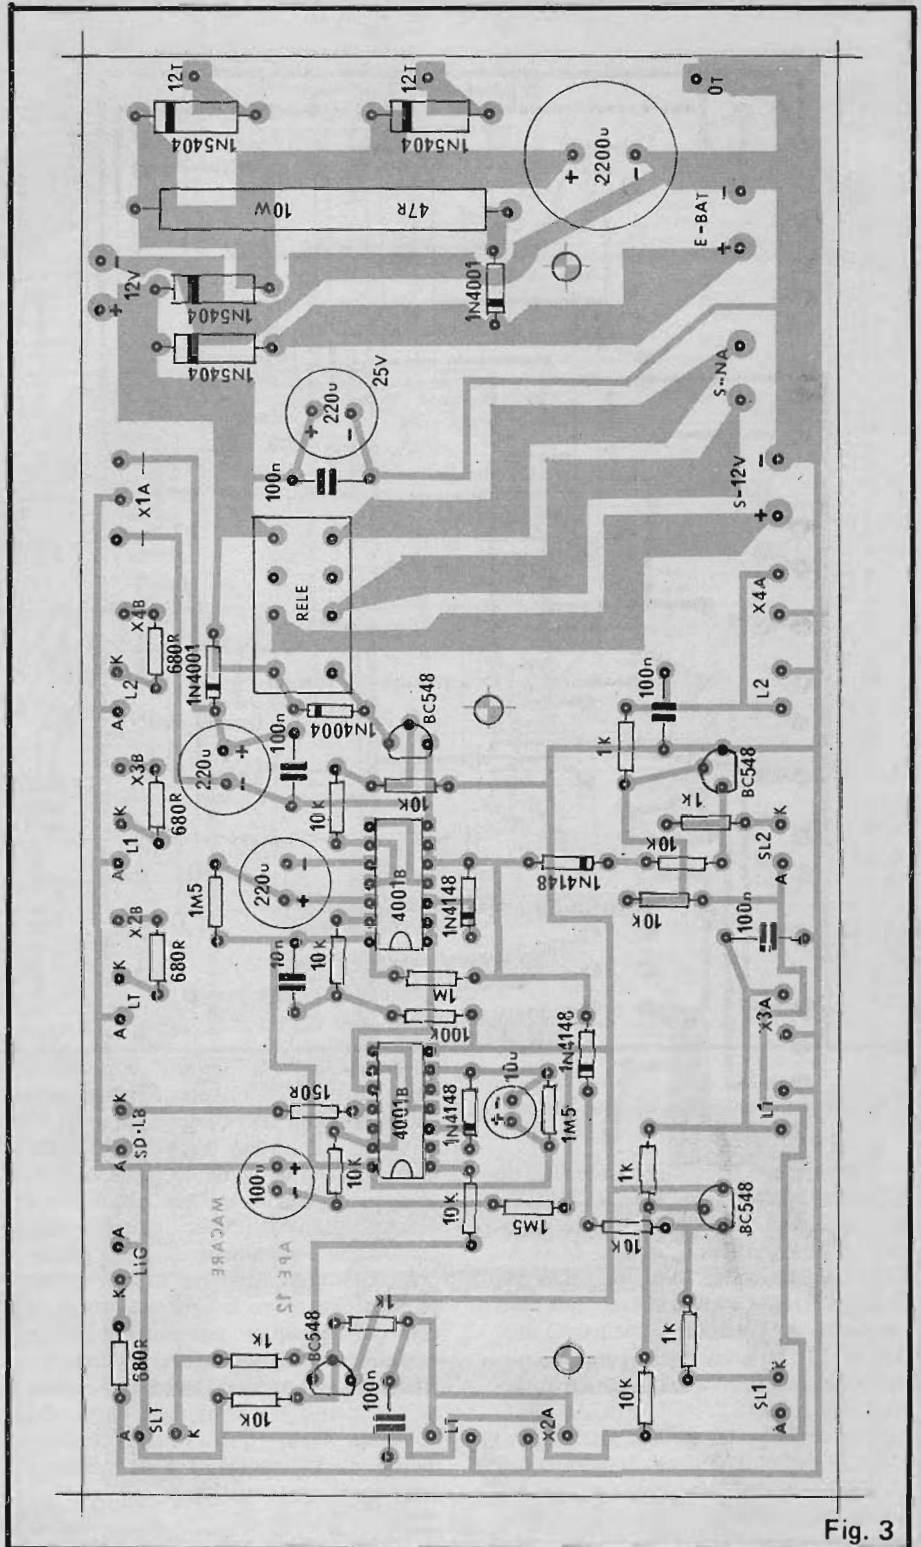 12T
12T
0T
1N5404
1N5404
+ 2200u -
10W 47R
- E-BAT +
- 12V +
1N5404
1N4001
1N5404
220u
+ -
25V
S-NA
100n
X1A
S-12V
- +
RELE
X4A
X4B
680R
1N4001
K L2 A
1N4004
BC548
100n
1K
100n
L2
220u
+ -
X3B
680R
10K
10K
BC548
1K
K L1 A
4001B
1N4148
1N4148
10K
K SL2 A
1M5
220u
- +
10K
X2B
680R
10n
10K
1M
100n
K LT A
100K
1N4148
X3A
150R
4001B
1N4148
10u
+ -
1M5
L1
K SD-LB A
100u
+ -
10K
10K
1M5
1K
10K
BC548
MACARE
APE 12
A LIG K
680R
1K
BC548
1K
1K
10K
SLT
A K
10K
100n
LT
X2A
K SL1 A
Fig. 3